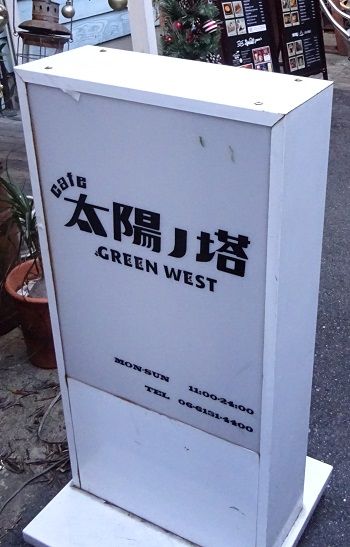 cafe
太陽ノ塔
GREEN WEST
MON-SUN 11:00-24:00
TEL 06-6131-4400